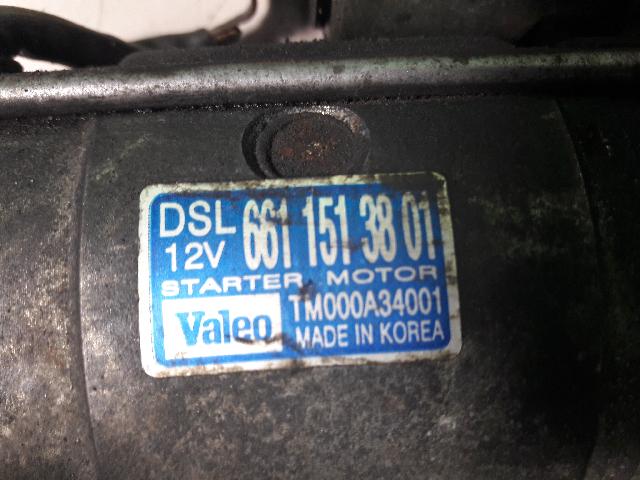 DSL 661 151 38 01
12V
STARTER MOTOR
Valeo TM000A34001
MADE IN KOREA